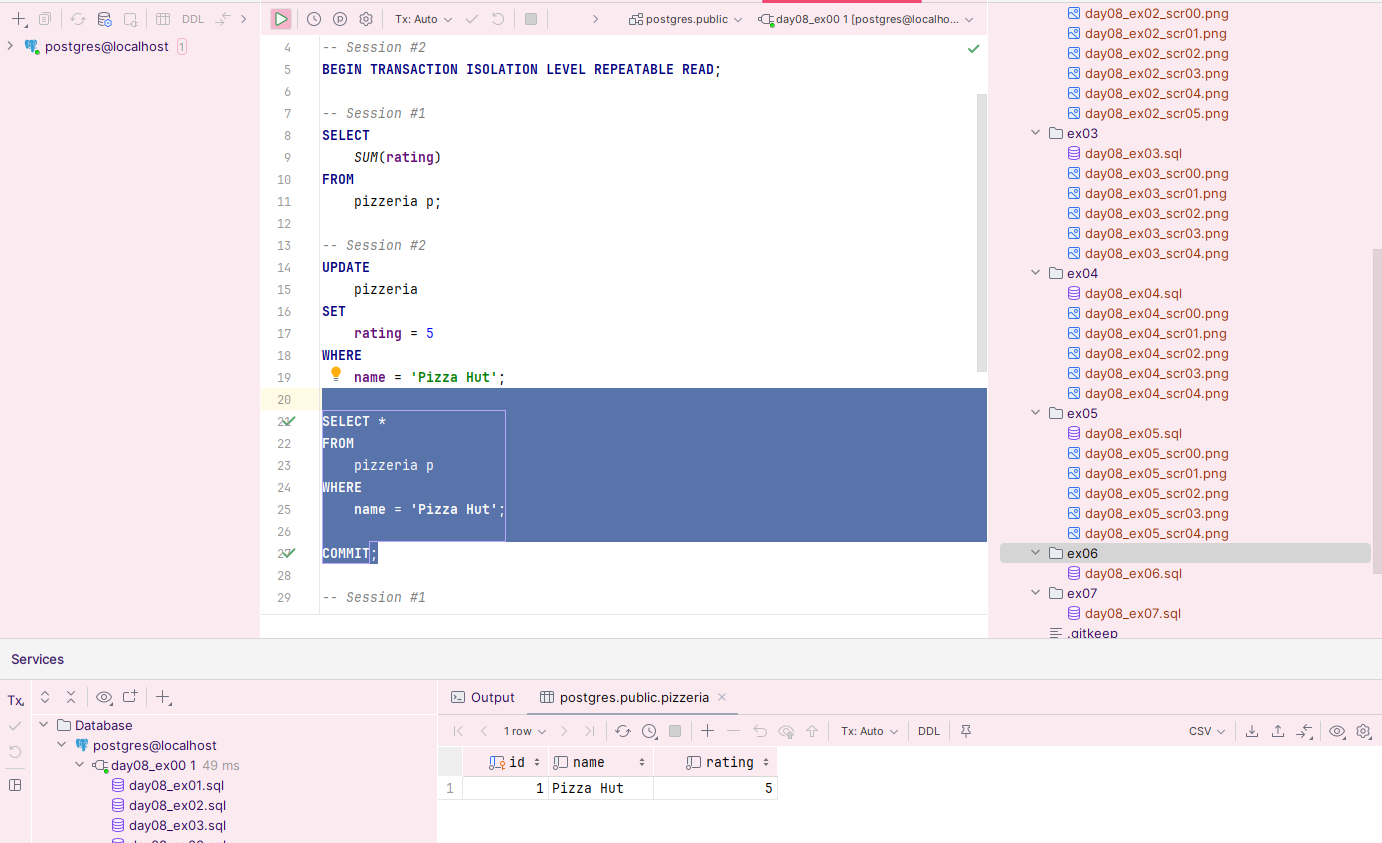 DDL
Tx: Auto
postgres.public
day08_ex00 1 [postgres@localho...
postgres@localhost 1
4 -- Session #2
5 BEGIN TRANSACTION ISOLATION LEVEL REPEATABLE READ;
6
7 -- Session #1
8 SELECT
9 SUM(rating)
10 FROM
11 pizzeria p;
12
13 -- Session #2
14 UPDATE
15 pizzeria
16 SET
17 rating = 5
18 WHERE
19 name = 'Pizza Hut';
20
21 SELECT *
22 FROM
23 pizzeria p
24 WHERE
25 name = 'Pizza Hut';
26
27 COMMIT;
28
29 -- Session #1
day08_ex02_scr00.png
day08_ex02_scr01.png
day08_ex02_scr02.png
day08_ex02_scr03.png
day08_ex02_scr04.png
day08_ex02_scr05.png
ex03
day08_ex03.sql
day08_ex03_scr00.png
day08_ex03_scr01.png
day08_ex03_scr02.png
day08_ex03_scr03.png
day08_ex03_scr04.png
ex04
day08_ex04.sql
day08_ex04_scr00.png
day08_ex04_scr01.png
day08_ex04_scr02.png
day08_ex04_scr03.png
day08_ex04_scr04.png
ex05
day08_ex05.sql
day08_ex05_scr00.png
day08_ex05_scr01.png
day08_ex05_scr02.png
day08_ex05_scr03.png
day08_ex05_scr04.png
ex06
day08_ex06.sql
ex07
day08_ex07.sql
.gitkeep
Services
Tx
Database
postgres@localhost
day08_ex00 1 49 ms
day08_ex01.sql
day08_ex02.sql
day08_ex03.sql
Output
postgres.public.pizzeria
1 row
Tx: Auto
DDL
CSV
id name rating
1 1 Pizza Hut 5